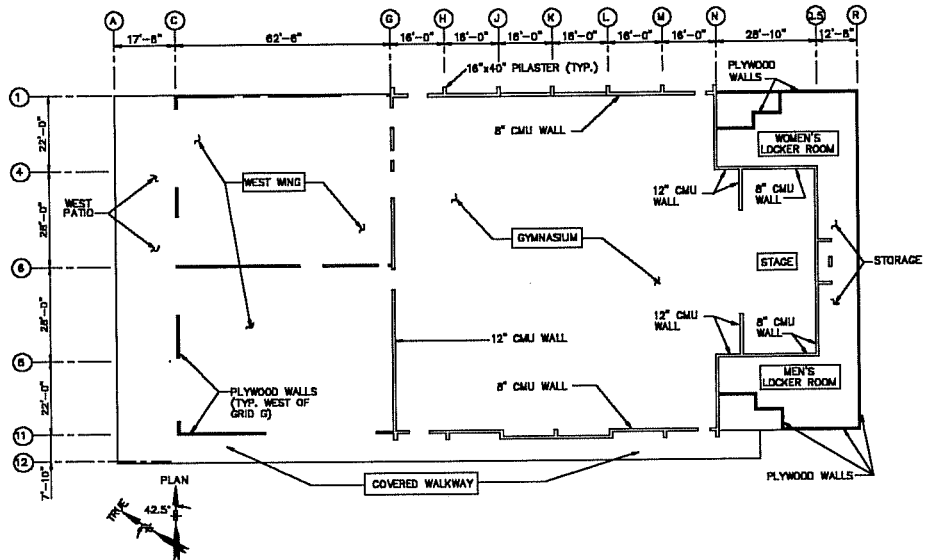 A C G H J K L M N 2.5 R
17'-8" 62'-6" 16'-0" 16'-0" 16'-0" 16'-0" 16'-0" 16'-0" 28'-10" 12'-8"
16"x40" PILASTER (TYP.)
PLYWOOD
WALLS
1
8" CMU WALL
22'-0"
WOMEN'S
LOCKER ROOM
4
WEST WING
12" CMU
WALL
8" CMU
WALL
WEST
PATIO
28'-0"
GYMNASIUM
6
STAGE
STORAGE
28'-0"
12" CMU
WALL
8" CMU
WALL
12" CMU WALL
8
MEN'S
LOCKER ROOM
PLYWOOD WALLS
(TYP. WEST OF
GRID G)
8" CMU WALL
22'-0"
11
12
7'-10"
COVERED WALKWAY
PLYWOOD WALLS
PLAN
42.5°
TRUE